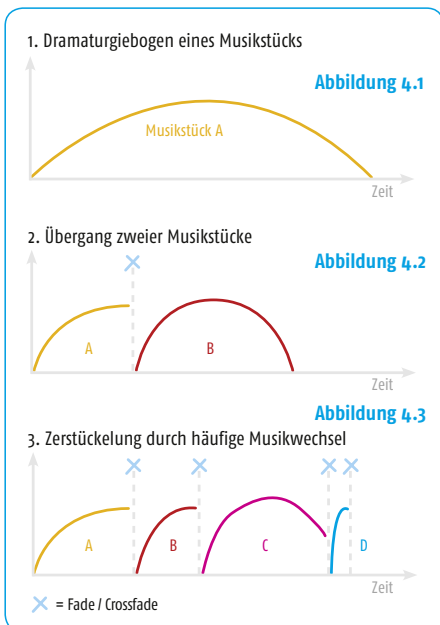 1. Dramaturgiebogen eines Musikstücks
Abbildung 4.1
Musikstück A
Zeit
2. Übergang zweier Musikstücke
Abbildung 4.2
A
B
Zeit
Abbildung 4.3
3. Zerstückelung durch häufige Musikwechsel
A
B
C
D
Zeit
= Fade / Crossfade